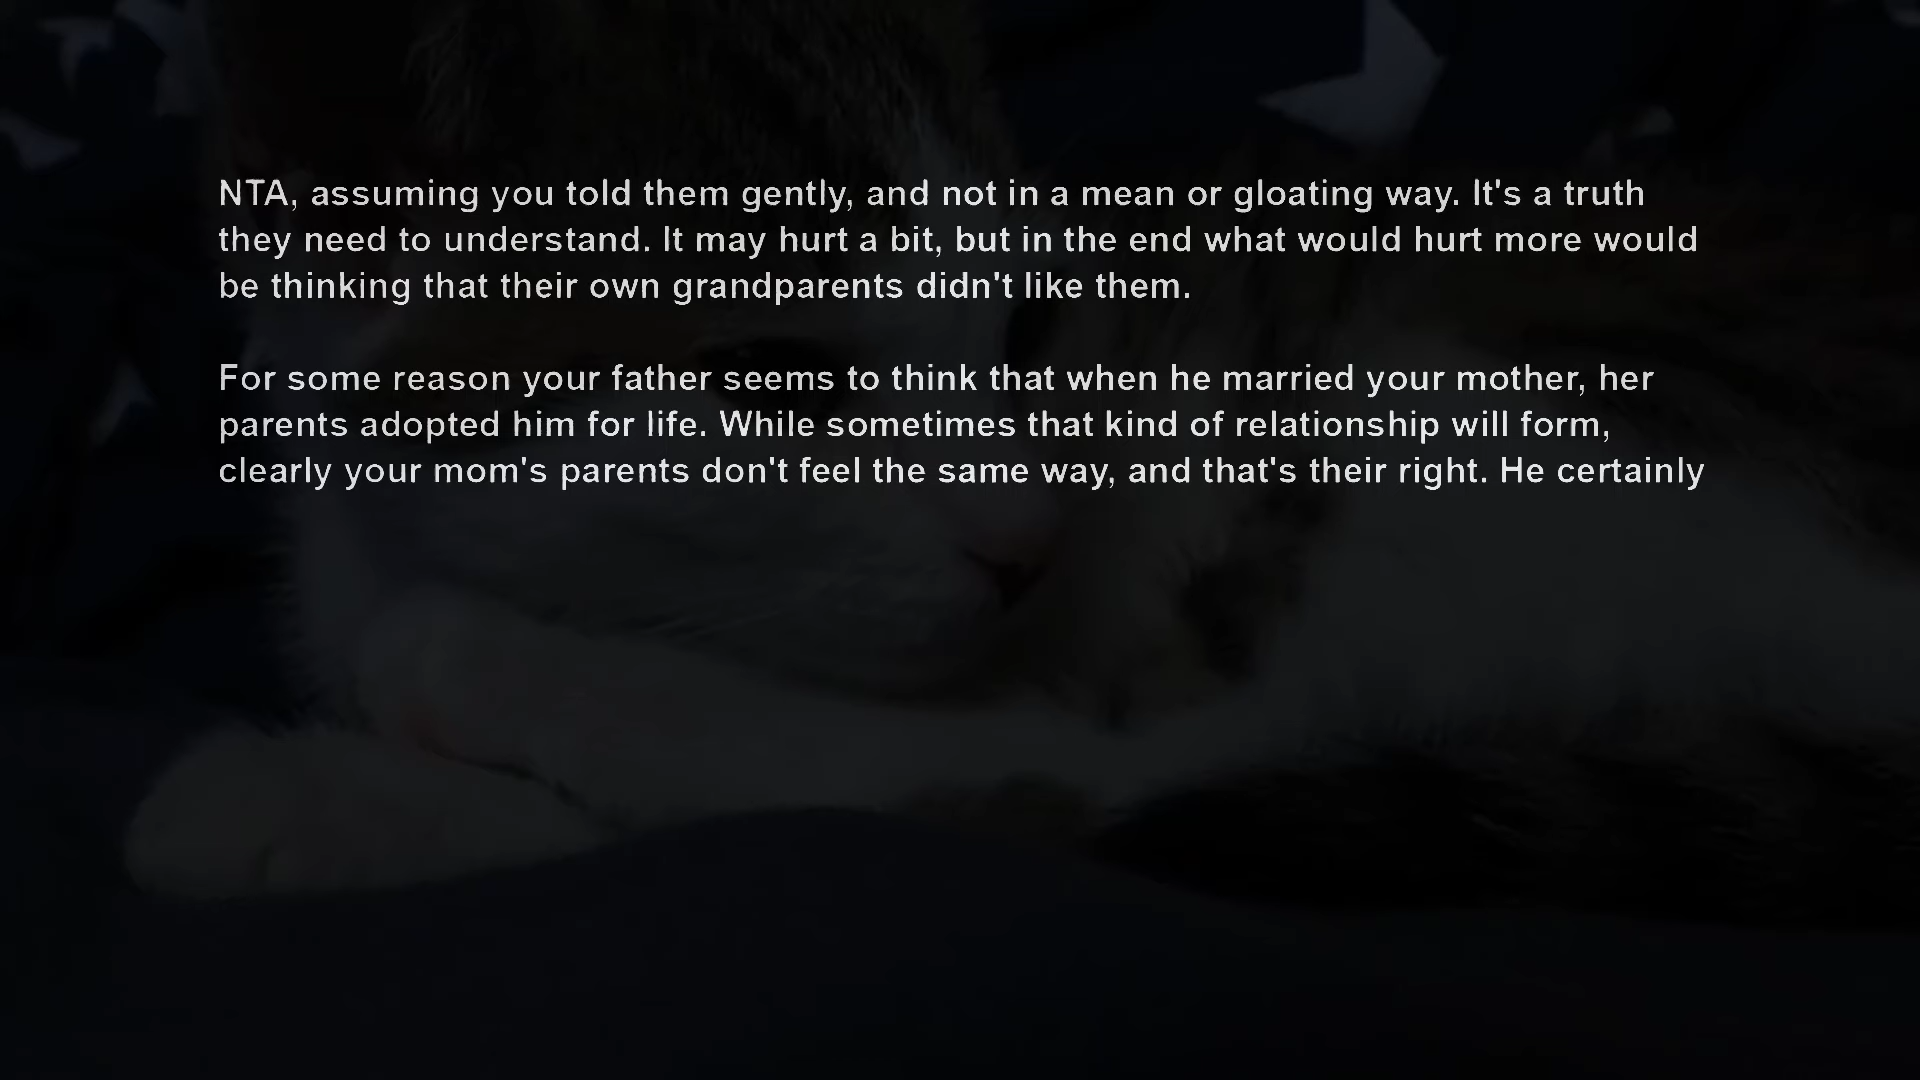 NTA, assuming you told them gently, and not in a mean or gloating way. It's a truth
they need to understand. It may hurt a bit, but in the end what would hurt more would
be thinking that their own grandparents didn't like them.
For some reason your father seems to think that when he married your mother, her
parents adopted him for life. While sometimes that kind of relationship will form,
clearly your mom's parents don't feel the same way, and that's their right. He certainly